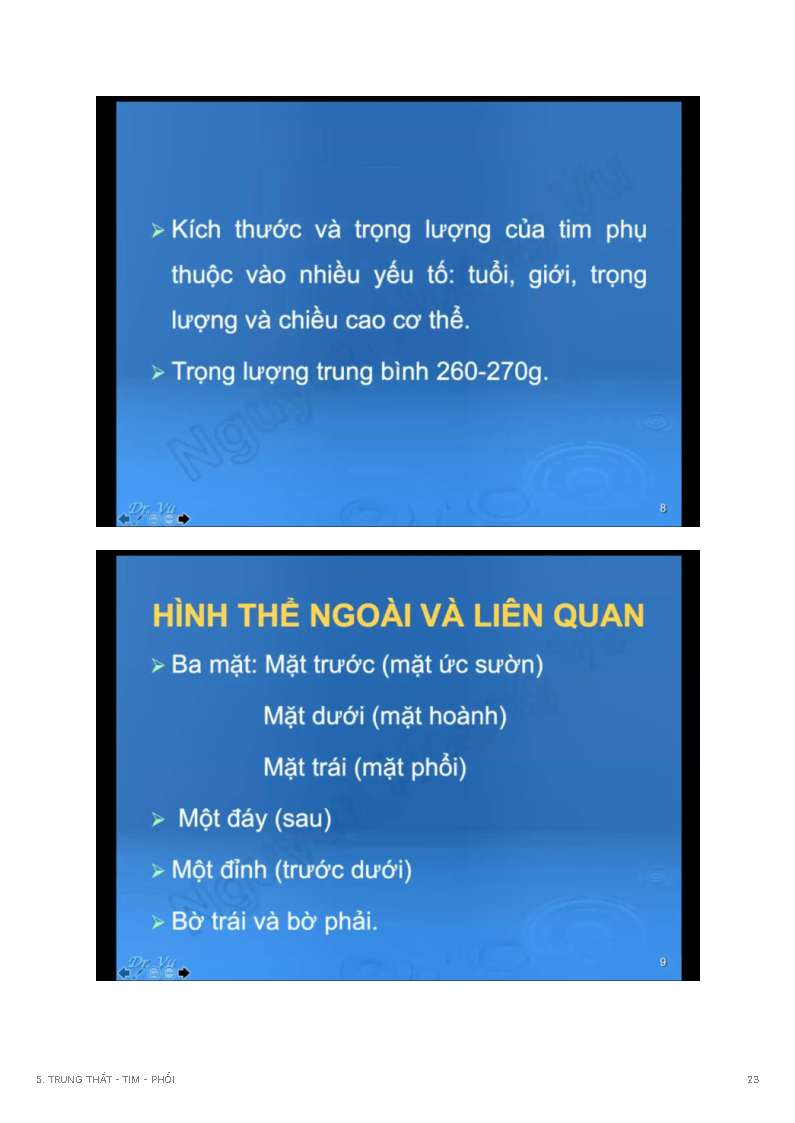 ➢ Kích thước và trọng lượng của tim phụ
thuộc vào nhiều yếu tố: tuổi, giới, trọng
lượng và chiều cao cơ thể.
➢ Trọng lượng trung bình 260-270g.
Dr. Vu
8
HÌNH THỂ NGOÀI VÀ LIÊN QUAN
➢ Ba mặt: Mặt trước (mặt ức sườn)
Mặt dưới (mặt hoành)
Mặt trái (mặt phổi)
➢ Một đáy (sau)
➢ Một đỉnh (trước dưới)
➢ Bờ trái và bờ phải.
Dr. Vu
9
5. TRUNG THẤT - TIM - PHỔI
23